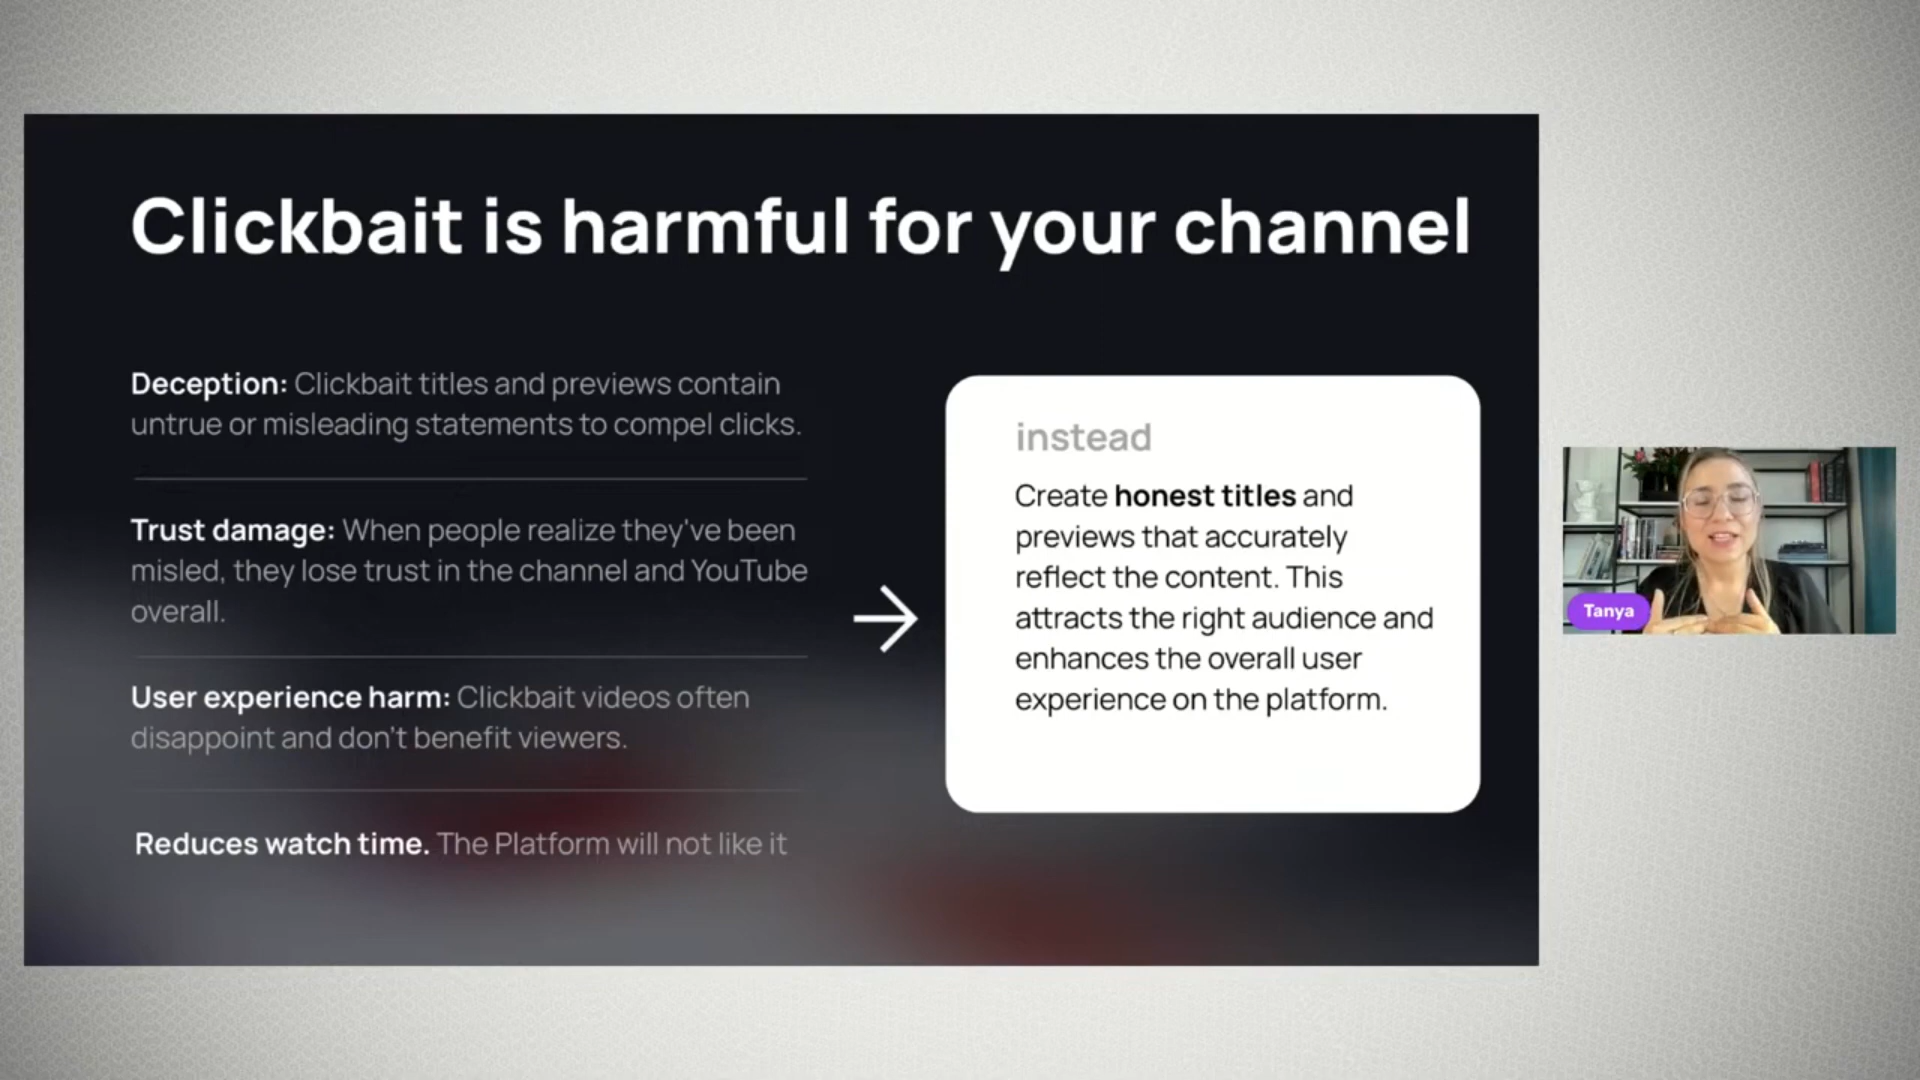 Clickbait is harmful for your channel
Deception: Clickbait titles and previews contain
untrue or misleading statements to compel clicks.
Trust damage: When people realize they've been
misled, they lose trust in the channel and YouTube
overall.
User experience harm: Clickbait videos often
disappoint and don't benefit viewers.
Reduces watch time. The Platform will not like it
instead
Create honest titles and
previews that accurately
reflect the content. This
attracts the right audience and
enhances the overall user
experience on the platform.
Tanya